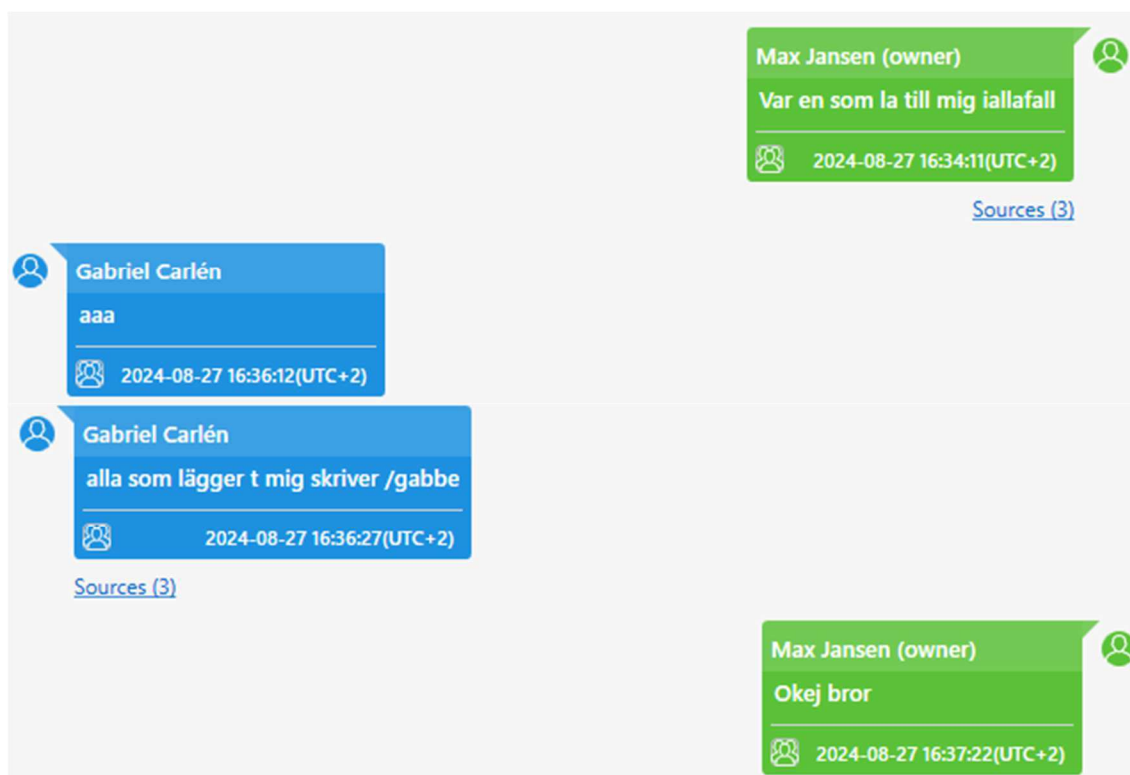 Max Jansen (owner)
Var en som la till mig iallafall
2024-08-27 16:34:11(UTC+2)
Sources (3)
Gabriel Carlén
aaa
2024-08-27 16:36:12(UTC+2)
Gabriel Carlén
alla som lägger t mig skriver /gabbe
2024-08-27 16:36:27(UTC+2)
Sources (3)
Max Jansen (owner)
Okej bror
2024-08-27 16:37:22(UTC+2)